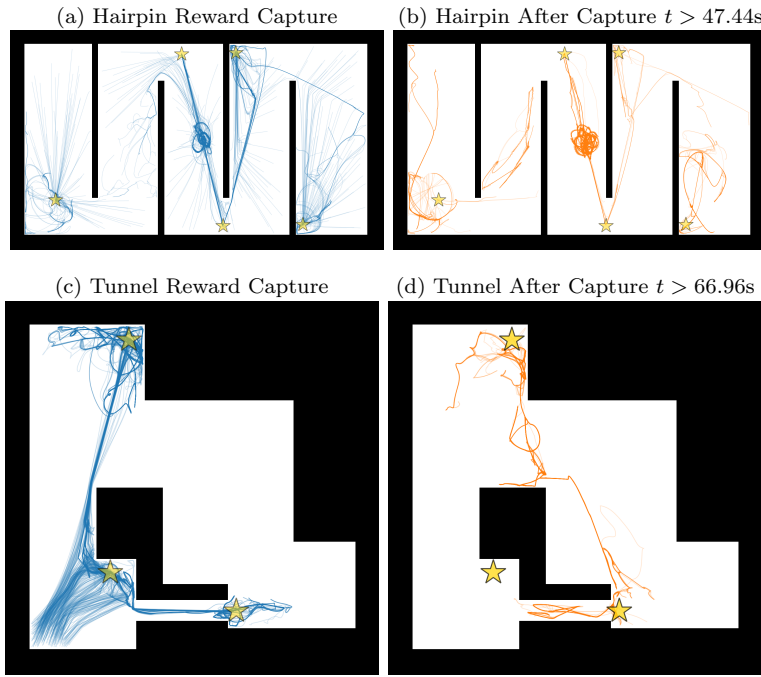 (a) Hairpin Reward Capture
(b) Hairpin After Capture t > 47.44s
(c) Tunnel Reward Capture
(d) Tunnel After Capture t > 66.96s